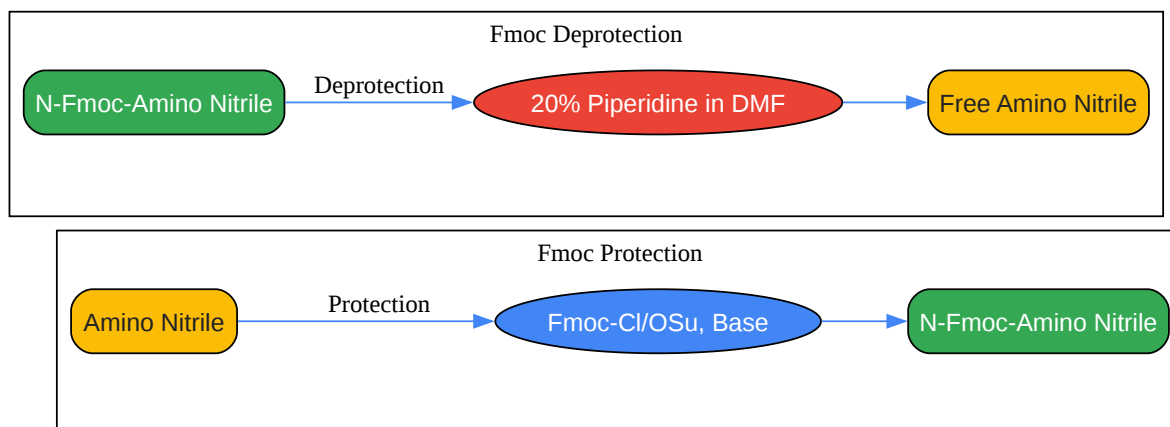 Fmoc Deprotection
N-Fmoc-Amino Nitrile
Deprotection
20% Piperidine in DMF
Free Amino Nitrile
Fmoc Protection
Amino Nitrile
Protection
Fmoc-Cl/OSu, Base
N-Fmoc-Amino Nitrile